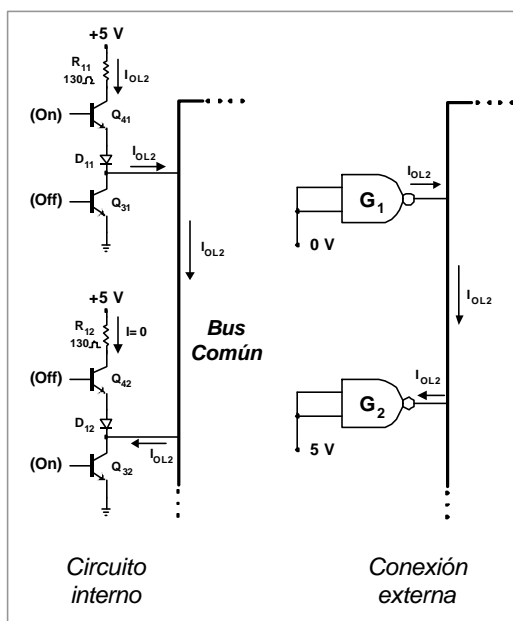 +5 V
R11
130Ω
IOL2
(On)
Q41
D11
IOL2
(Off)
Q31
IOL2
+5 V
R12
130Ω
I=0
Bus
Común
(Off)
Q42
D12
IOL2
(On)
Q32
Circuito
interno
IOL2
G1
0 V
IOL2
IOL2
G2
5 V
Conexión
externa